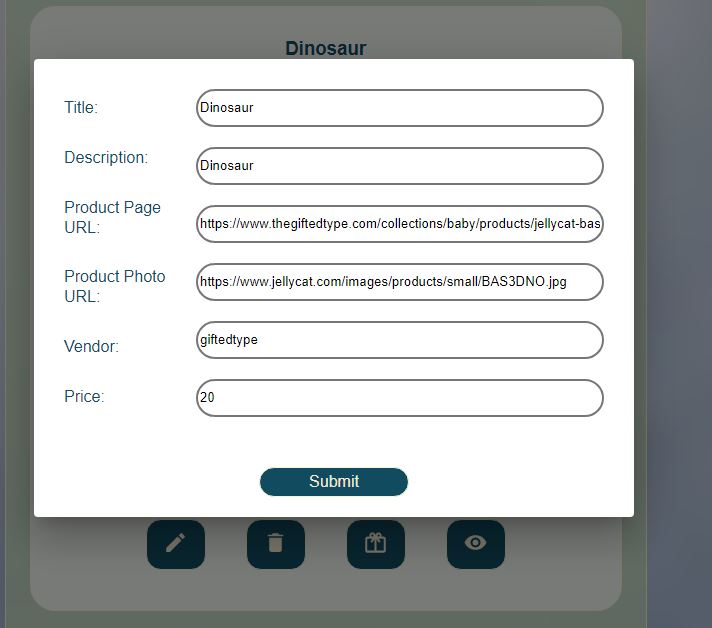 Dinosaur
Title:
Dinosaur
Description:
Dinosaur
Product Page
URL:
https://www.thegiftedtype.com/collections/baby/products/jellycat-bas
Product Photo
URL:
https://www.jellycat.com/images/products/small/BAS3DNO.jpg
Vendor:
giftedtype
Price:
20
Submit